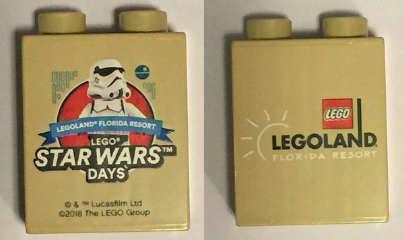 LEGOLAND® FLORIDA RESORT
LEGO®
STAR WARS™
DAYS
© & ™ Lucasfilm Ltd
©2018 The LEGO Group
LEGO
LEGOLAND
FLORIDA RESORT